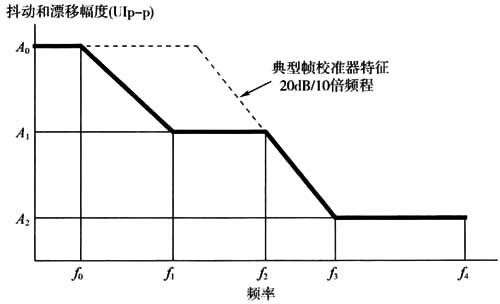 抖动和漂移幅度(UIp-p)
A₀
典型帧校准器特征
20dB/10倍频程
A₁
A₂
f₀ f₁ f₂ f₃ f₄
频率